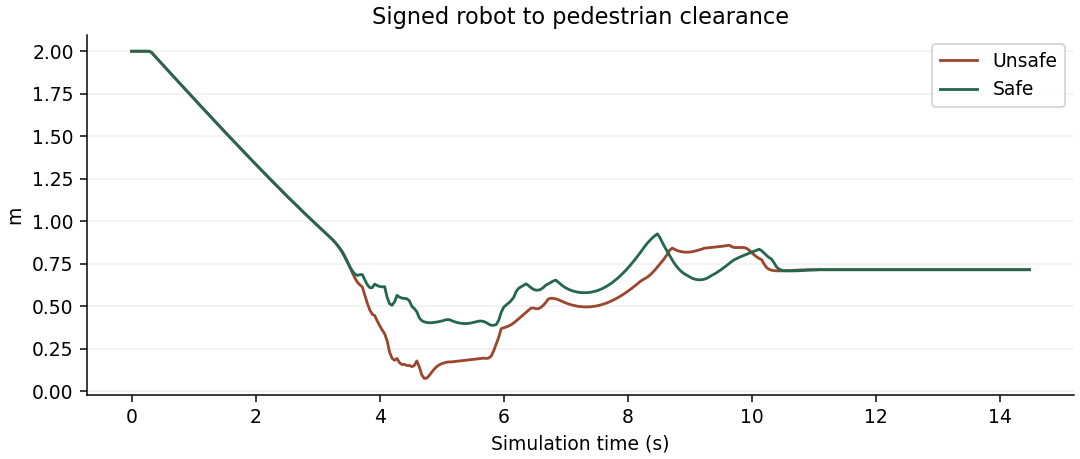 Signed robot to pedestrian clearance
Unsafe
Safe
m
2.00
1.75
1.50
1.25
1.00
0.75
0.50
0.25
0.00
0 2 4 6 8 10 12 14
Simulation time (s)